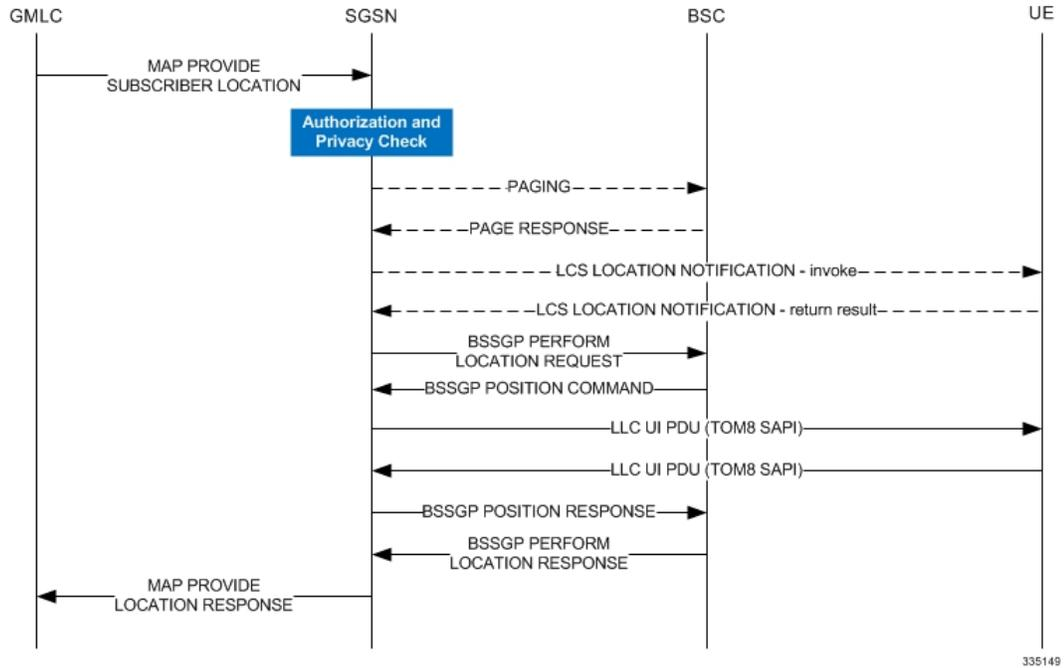 GMLC SGSN BSC UE
MAP PROVIDE
SUBSCRIBER LOCATION
Authorization and
Privacy Check
PAGING
PAGE RESPONSE
LCS LOCATION NOTIFICATION - invoke
LCS LOCATION NOTIFICATION - return result
BSSGP PERFORM
LOCATION REQUEST
BSSGP POSITION COMMAND
LLC UI PDU (TOM8 SAPI)
LLC UI PDU (TOM8 SAPI)
BSSGP POSITION RESPONSE
BSSGP PERFORM
LOCATION RESPONSE
MAP PROVIDE
LOCATION RESPONSE
335149